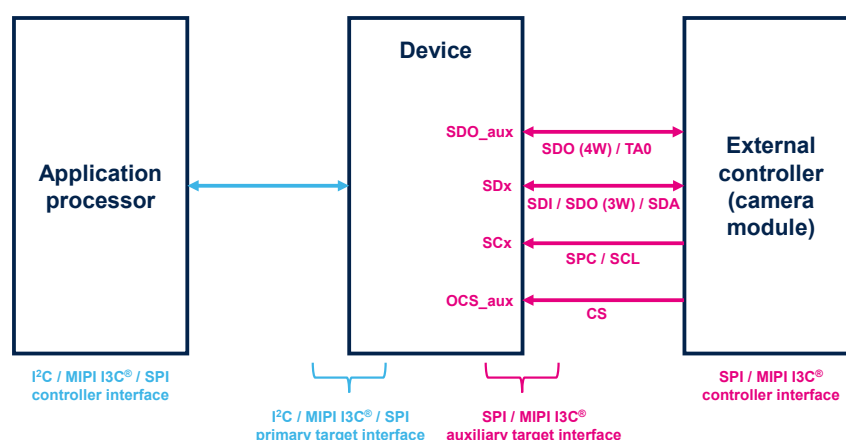 Application
processor
Device
SDO_aux
SDO (4W) / TA0
SDx
SDI / SDO (3W) / SDA
SCx
SPC / SCL
OCS_aux
CS
External
controller
(camera
module)
I²C / MIPI I3C® / SPI
controller interface
I²C / MIPI I3C® / SPI
primary target interface
SPI / MIPI I3C®
auxiliary target interface
SPI / MIPI I3C®
controller interface